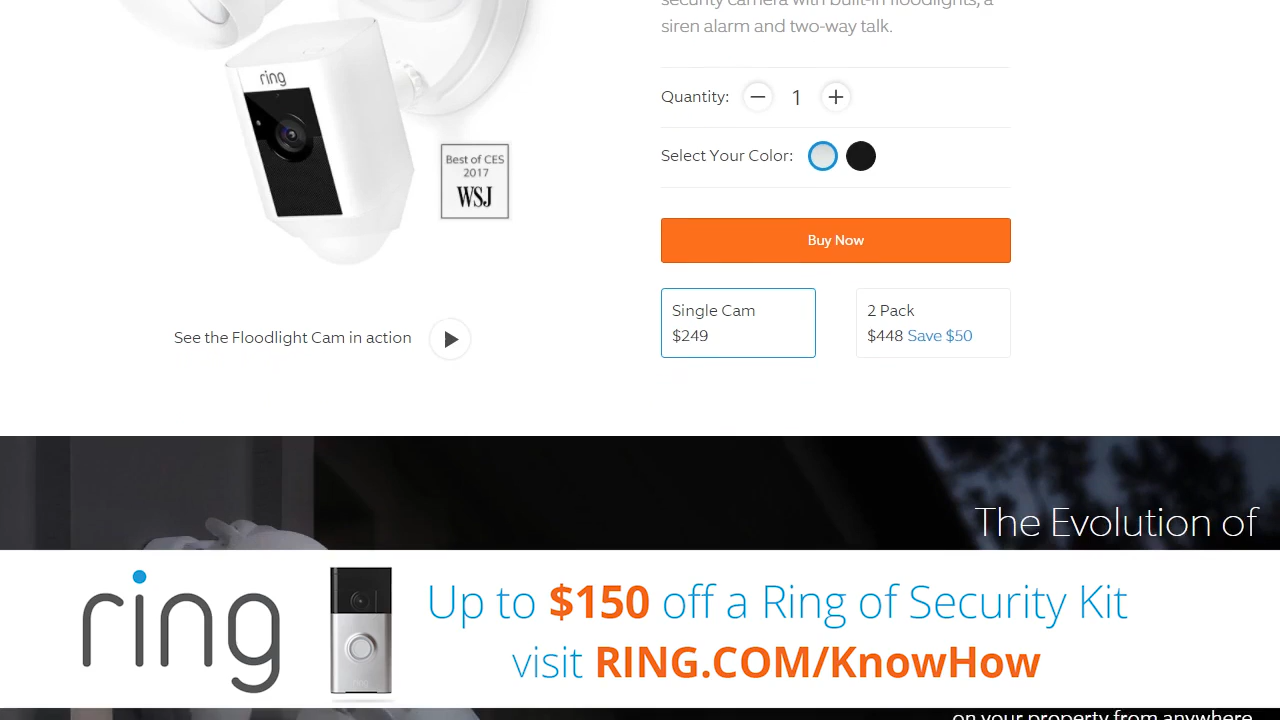 security camera with built-in floodlights, a
siren alarm and two-way talk.
ring
Best of CES
2017
WSJ
Quantity:
1
Select Your Color:
Buy Now
See the Floodlight Cam in action
Single Cam
$249
2 Pack
$448 Save $50
The Evolution of
ring
ring
Up to $150 off a Ring of Security Kit
visit RING.COM/KnowHow
on your property from anywhere